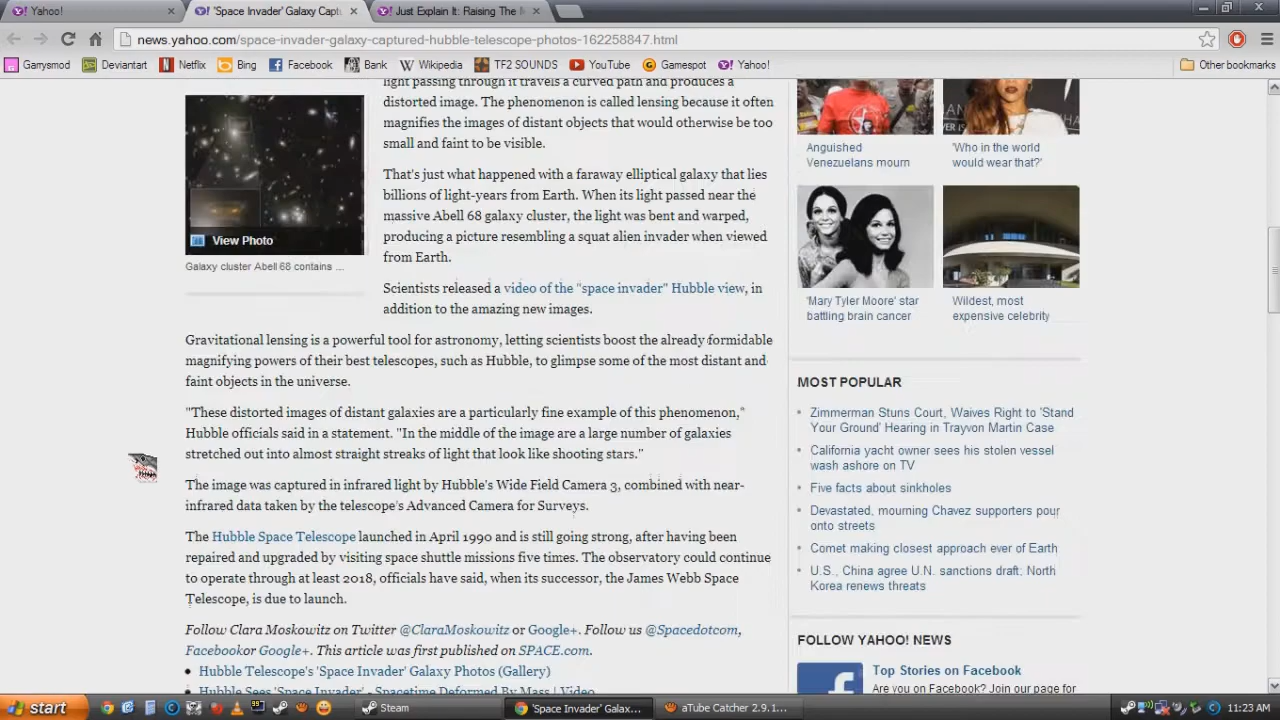 Yahoo!
'Space Invader' Galaxy Capt
Just Explain It: Raising The
news.yahoo.com/space-invader-galaxy-captured-hubble-telescope-photos-162258847.html
Garrysmod
Deviantart
Netflix
Bing
Facebook
Bank
Wikipedia
TF2 SOUNDS
YouTube
Gamespot
Yahoo!
Other bookmarks
light passing through it travels a curved path and produces a
distorted image. The phenomenon is called lensing because it often
magnifies the images of distant objects that would otherwise be too
small and faint to be visible.
View Photo
Galaxy cluster Abell 68 contains ...
That's just what happened with a faraway elliptical galaxy that lies
billions of light-years from Earth. When its light passed near the
massive Abell 68 galaxy cluster, the light was bent and warped,
producing a picture resembling a squat alien invader when viewed
from Earth.
Scientists released a video of the "space invader" Hubble view, in
addition to the amazing new images.
Gravitational lensing is a powerful tool for astronomy, letting scientists boost the already formidable
magnifying powers of their best telescopes, such as Hubble, to glimpse some of the most distant and
faint objects in the universe.
"These distorted images of distant galaxies are a particularly fine example of this phenomenon,"
Hubble officials said in a statement. "In the middle of the image are a large number of galaxies
stretched out into almost straight streaks of light that look like shooting stars."
The image was captured in infrared light by Hubble's Wide Field Camera 3, combined with near-
infrared data taken by the telescope's Advanced Camera for Surveys.
The Hubble Space Telescope launched in April 1990 and is still going strong, after having been
repaired and upgraded by visiting space shuttle missions five times. The observatory could continue
to operate through at least 2018, officials have said, when its successor, the James Webb Space
Telescope, is due to launch.
Follow Clara Moskowitz on Twitter @ClaraMoskowitz or Google+. Follow us @Spacedotcom,
Facebookor Google+. This article was first published on SPACE.com.
Hubble Telescope's 'Space Invader' Galaxy Photos (Gallery)
Hubble Sees 'Space Invader' - Spacetime Deformed By Mass | Video
Anguished
Venezuelans mourn
'Who in the world
would wear that?'
'Mary Tyler Moore' star
battling brain cancer
Wildest, most
expensive celebrity
MOST POPULAR
Zimmerman Stuns Court, Waives Right to 'Stand
Your Ground' Hearing in Trayvon Martin Case
California yacht owner sees his stolen vessel
wash ashore on TV
Five facts about sinkholes
Devastated, mourning Chavez supporters pour
onto streets
Comet making closest approach ever of Earth
U.S., China agree U.N. sanctions draft; North
Korea renews threats
FOLLOW YAHOO! NEWS
Top Stories on Facebook
Are you on Facebook? Join our page for
start
Steam
'Space Invader' Galax...
aTube Catcher 2.9.1...
11:23 AM